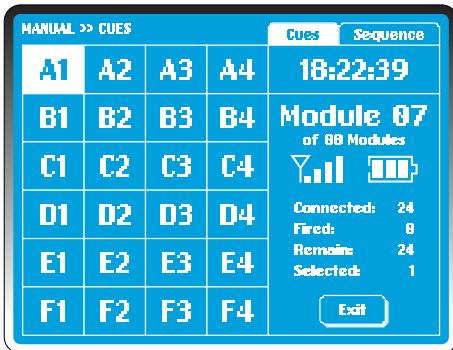 MANUAL >> CUES
Cues Sequence
A1 A2 A3 A4 18:22:39
B1 B2 B3 B4 Module 07
of Modules
C1 C2 C3 C4
D1 D2 D3 D4 Connected: 24
Fired: 0
Remain: 24
E1 E2 E3 E4 Selected: 1
F1 F2 F3 F4 Exit